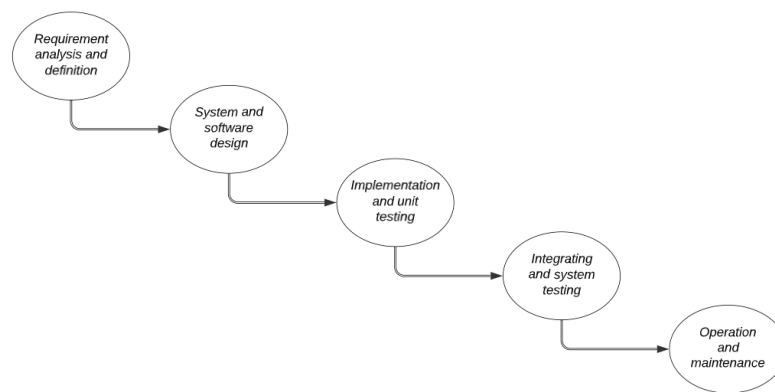 Requirement
analysis and
definition
System and
software
design
Implementation
and unit
testing
Integrating
and system
testing
Operation
and
maintenance